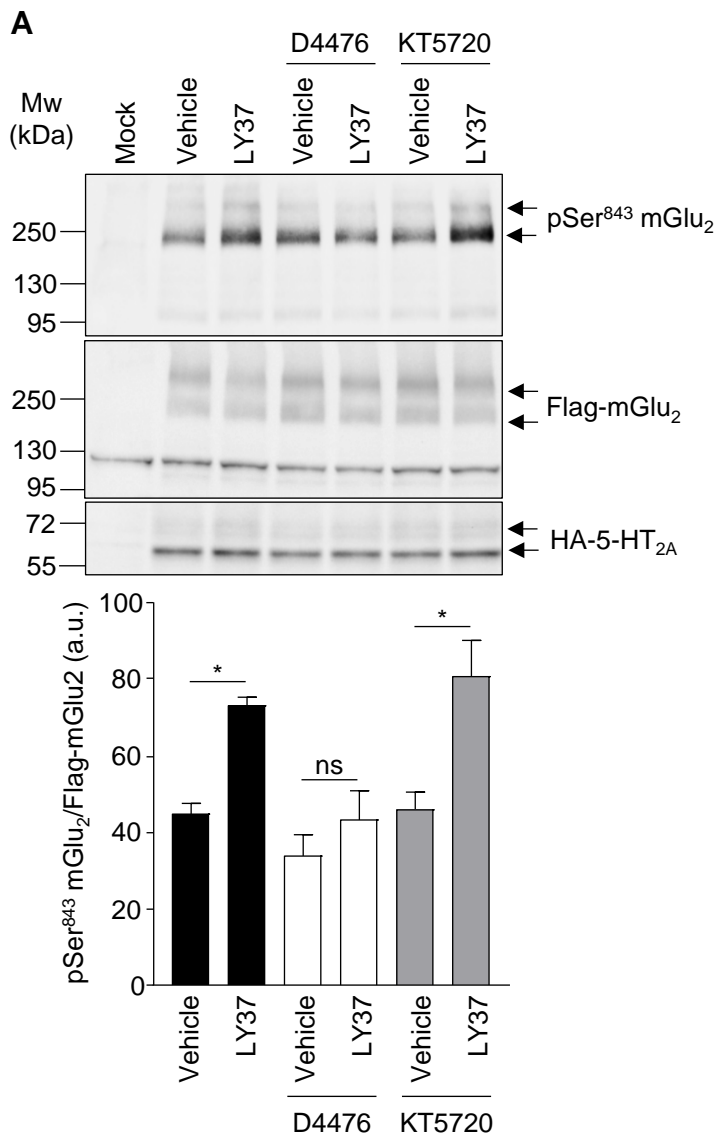 A
D4476 KT5720
Mw
(kDa)
Mock Vehicle LY37 Vehicle LY37 Vehicle LY37
250
130
95
pSer⁸⁴³ mGlu₂
250
130
95
Flag-mGlu₂
72
55
HA-5-HT₂A
pSer⁸⁴³ mGlu₂/Flag-mGlu2 (a.u.)
100
80
60
40
20
0
* ns *
Vehicle LY37 Vehicle LY37 Vehicle LY37
D4476 KT5720